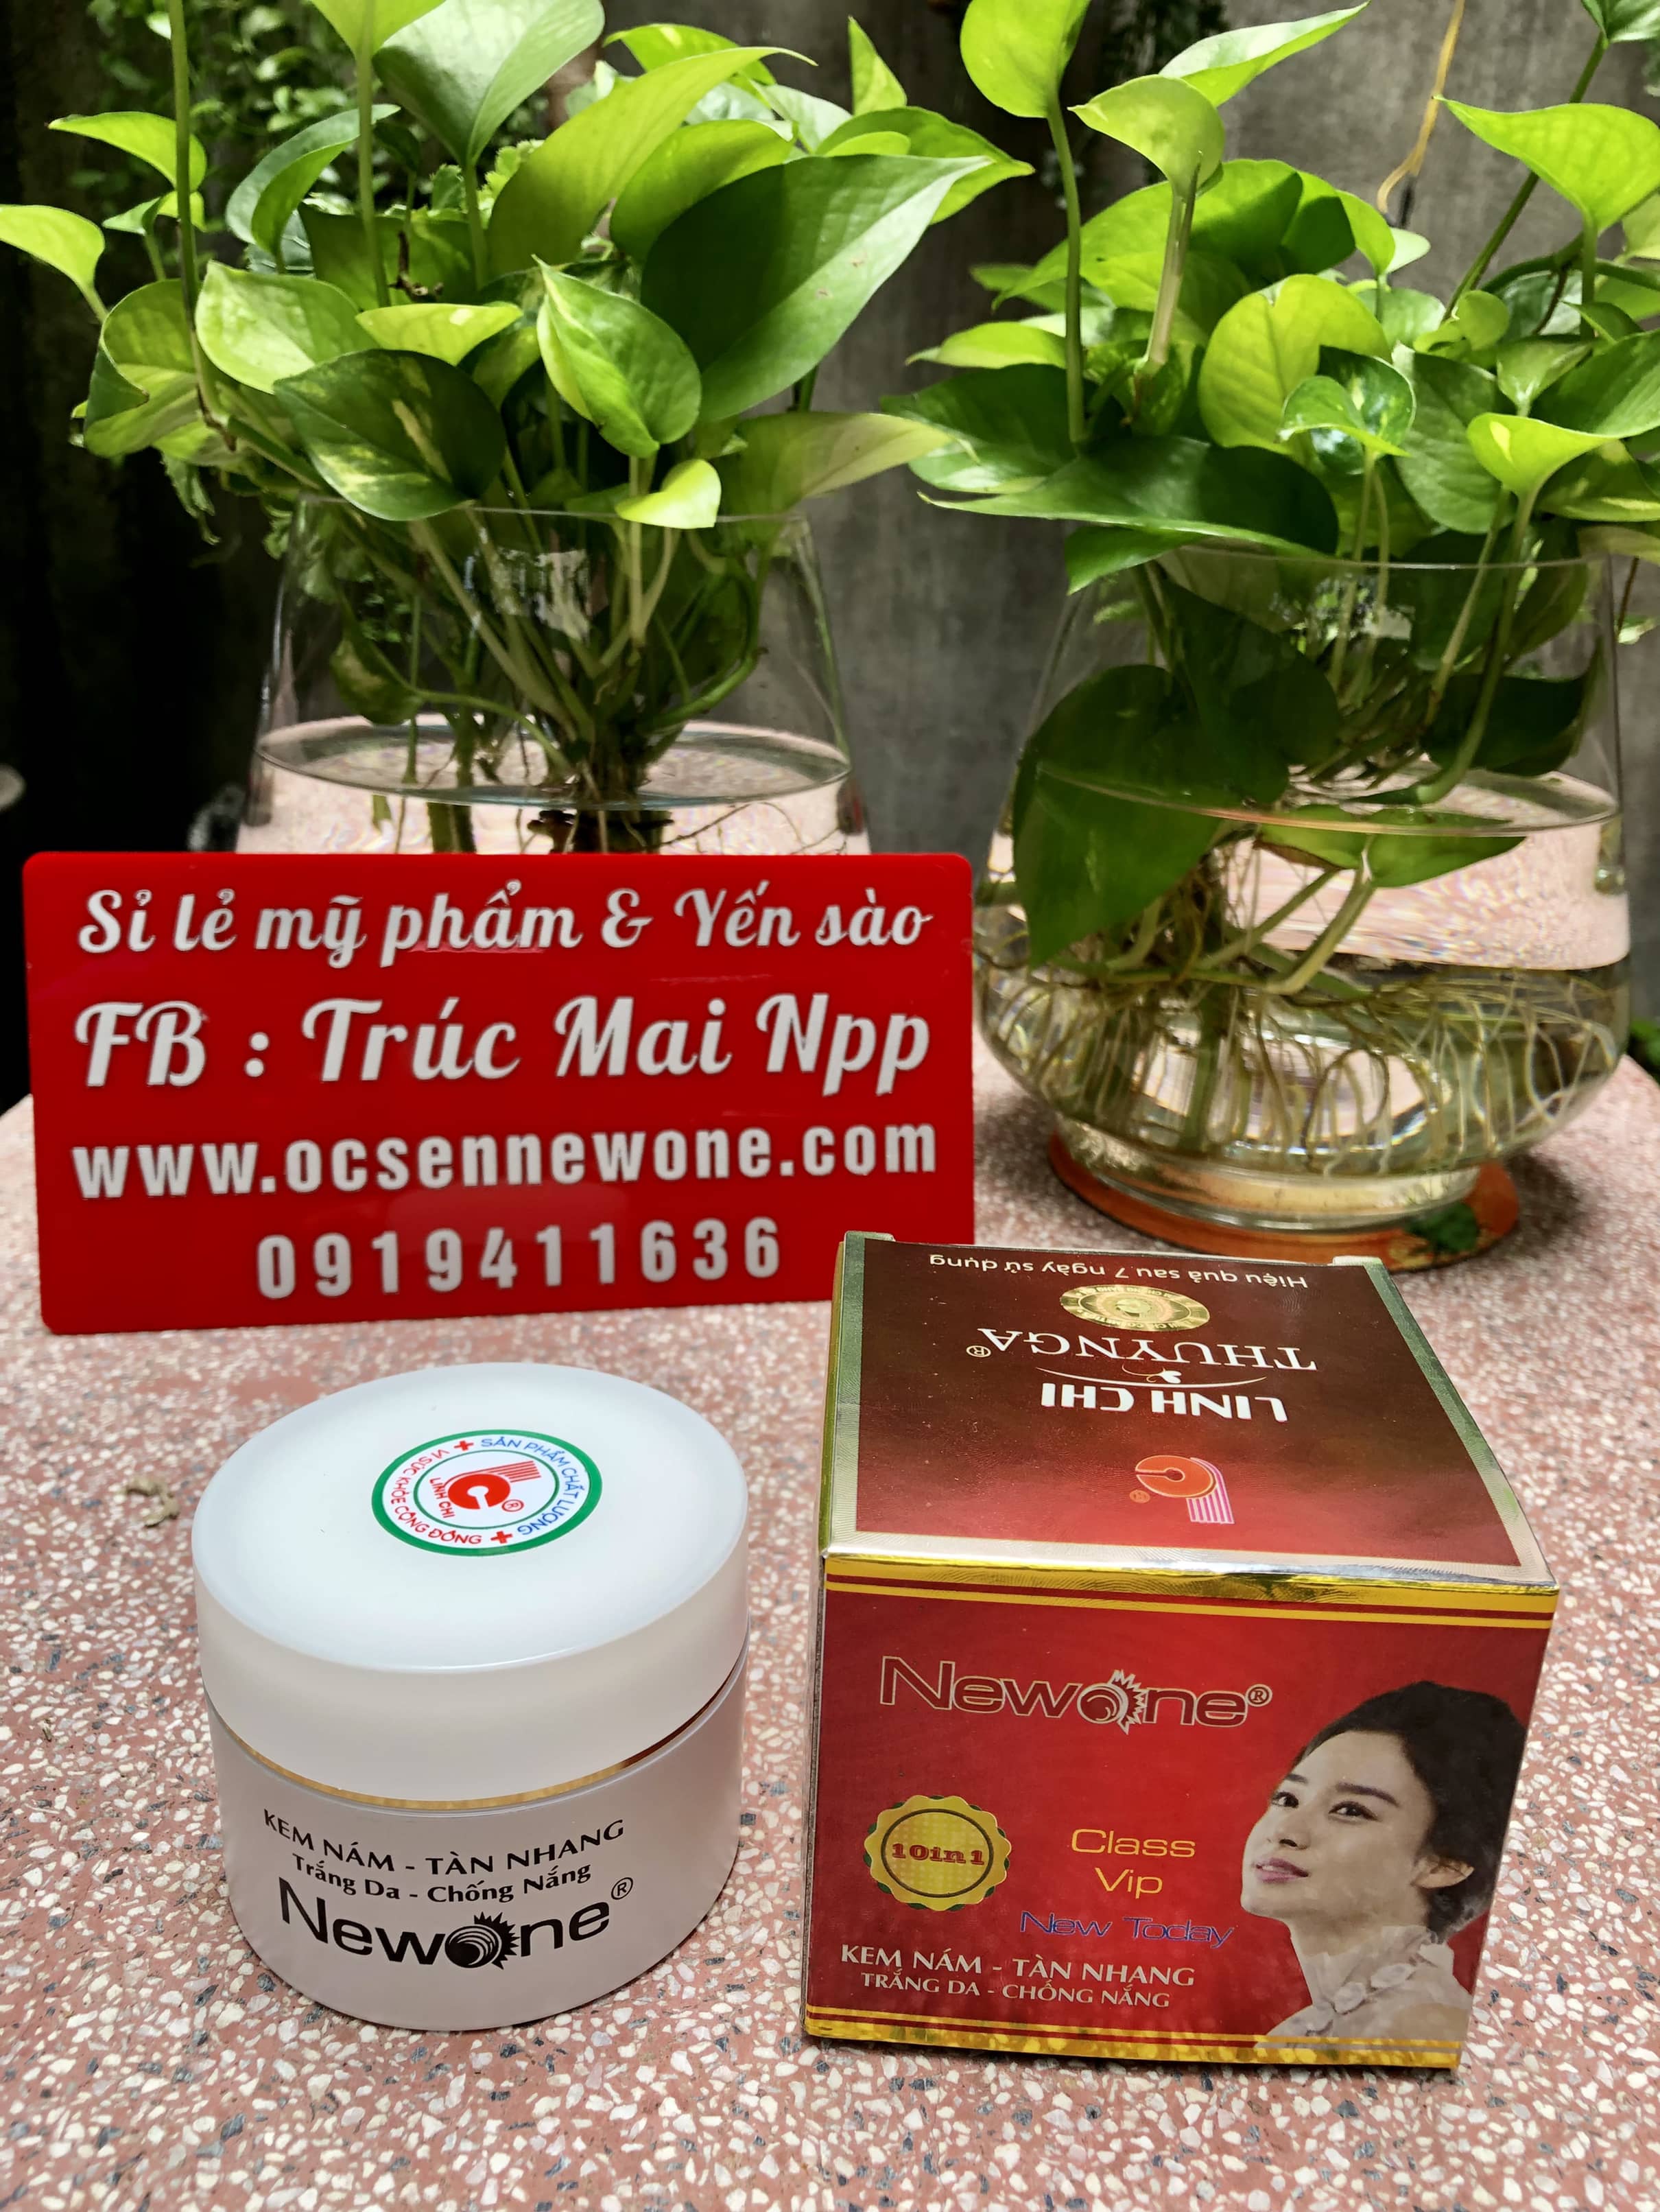 Sỉ lẻ mỹ phẩm & Yến sào
FB : Trúc Mai Npp
www.ocsennewone.com
0919411636
Hiệu quả sau 7 ngày sử dụng
THUYNGA®
LINH CHI
SẢN PHẨM CHẤT LƯỢNG
VÌ SỨC KHỎE CỘNG ĐỒNG
LINH CHI ®
KEM NÁM - TÀN NHANG
Trắng Da - Chống Nắng
Newone®
Newone®
10in1
Class
Vip
New Today
KEM NÁM - TÀN NHANG
TRẮNG DA - CHỐNG NẮNG